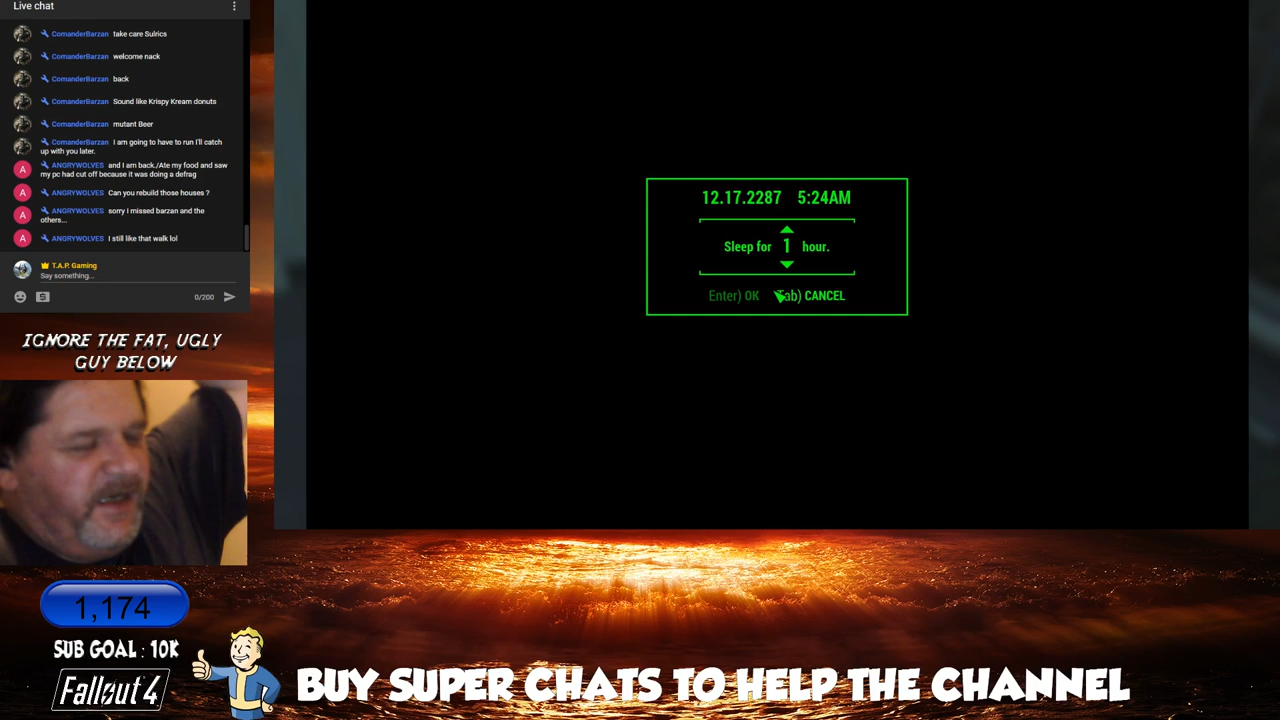 Live chat
ComanderBarzan take care Sulrics
ComanderBarzan welcome nack
ComanderBarzan back
ComanderBarzan Sound like Krispy Kream donuts
ComanderBarzan mutant Beer
ComanderBarzan I am going to have to run I'll catch
up with you later.
A ANGRYWOLVES and I am back./Ate my food and saw
my pc had cut off because it was doing a defrag
A ANGRYWOLVES Can you rebuild those houses ?
A ANGRYWOLVES sorry I missed barzan and the
others...
A ANGRYWOLVES I still like that walk lol
T.A.P. Gaming
Say something...
0/200
IGNORE THE FAT, UGLY
GUY BELOW
12.17.2287 5:24AM
Sleep for 1 hour.
Enter) OK Tab) CANCEL
1,174
SUB GOAL : 10K
Fallout 4
BUY SUPER CHATS TO HELP THE CHANNEL